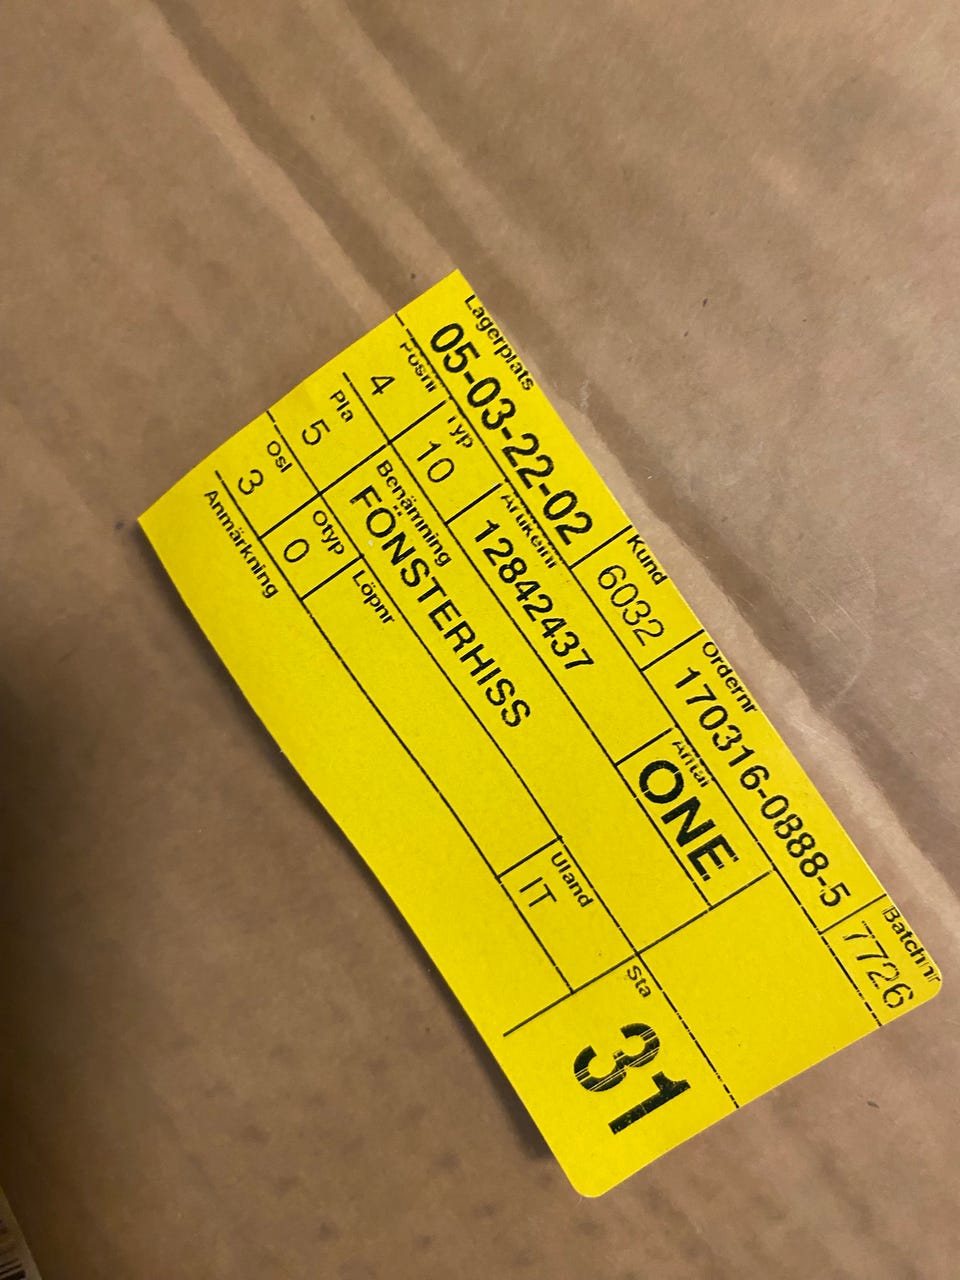 Lagerplats Kund Ordernr Batchnr
05-03-22-02 6032 170316-0888-5 7726
Posnr Typ Artikelnr Antal
4 10 12842437 ONE
Pla Benämning
5 FÖNSTERHISS
Osl Otyp Löpnr Uland Sta
3 0 IT 31
Anmärkning